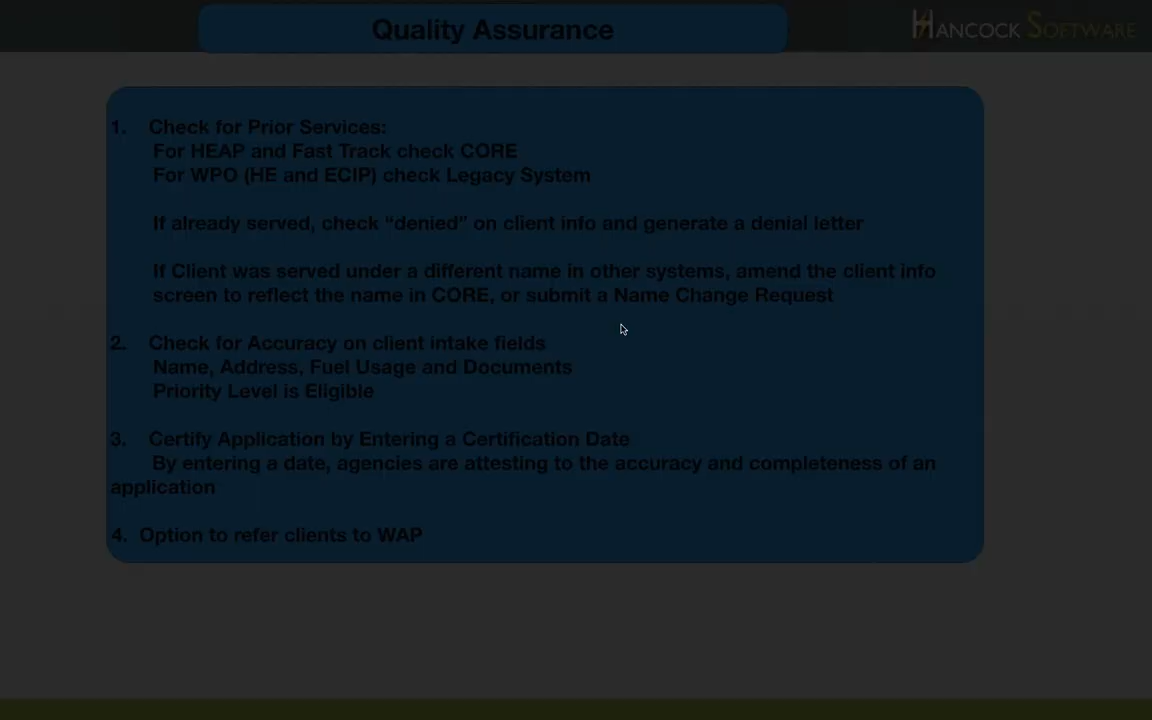 Quality Assurance
HANCOCK SOFTWARE
1. Check for Prior Services:
For HEAP and Fast Track check CORE
For WPO (HE and ECIP) check Legacy System
If already served, check “denied” on client info and generate a denial letter
If Client was served under a different name in other systems, amend the client info
screen to reflect the name in CORE, or submit a Name Change Request
2. Check for Accuracy on client intake fields
Name, Address, Fuel Usage and Documents
Priority Level is Eligible
3. Certify Application by Entering a Certification Date
By entering a date, agencies are attesting to the accuracy and completeness of an
application
4. Option to refer clients to WAP